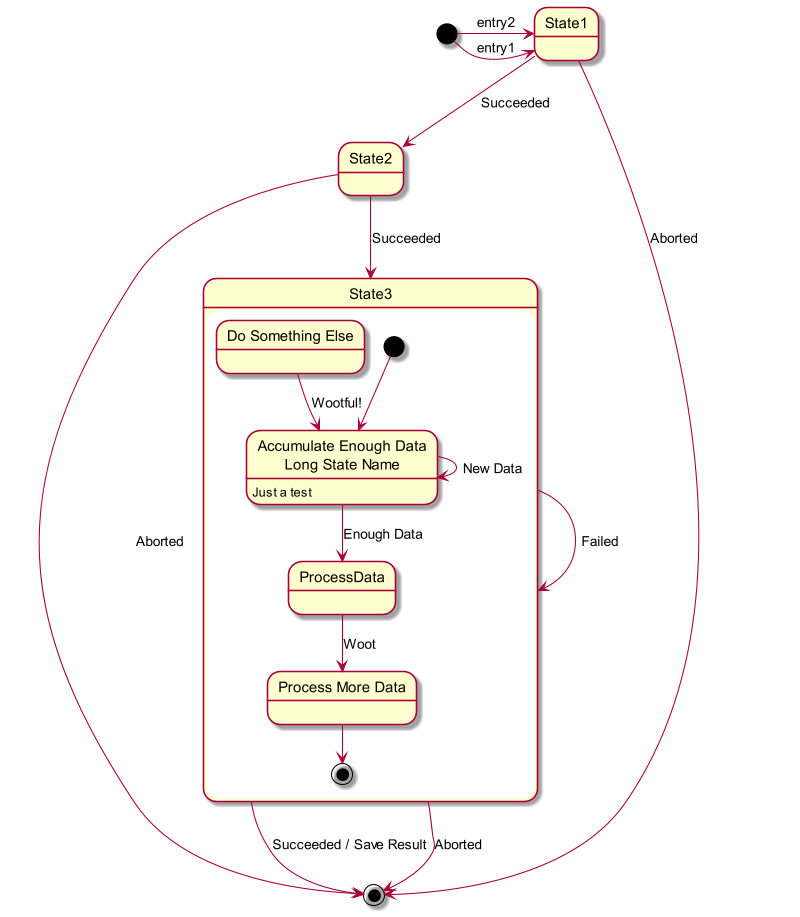 entry2
State1
entry1
Succeeded
State2
Succeeded
Aborted
State3
Do Something Else
Wootful!
Accumulate Enough Data
Long State Name
New Data
Just a test
Enough Data
Aborted
Failed
ProcessData
Woot
Process More Data
Succeeded / Save Result
Aborted